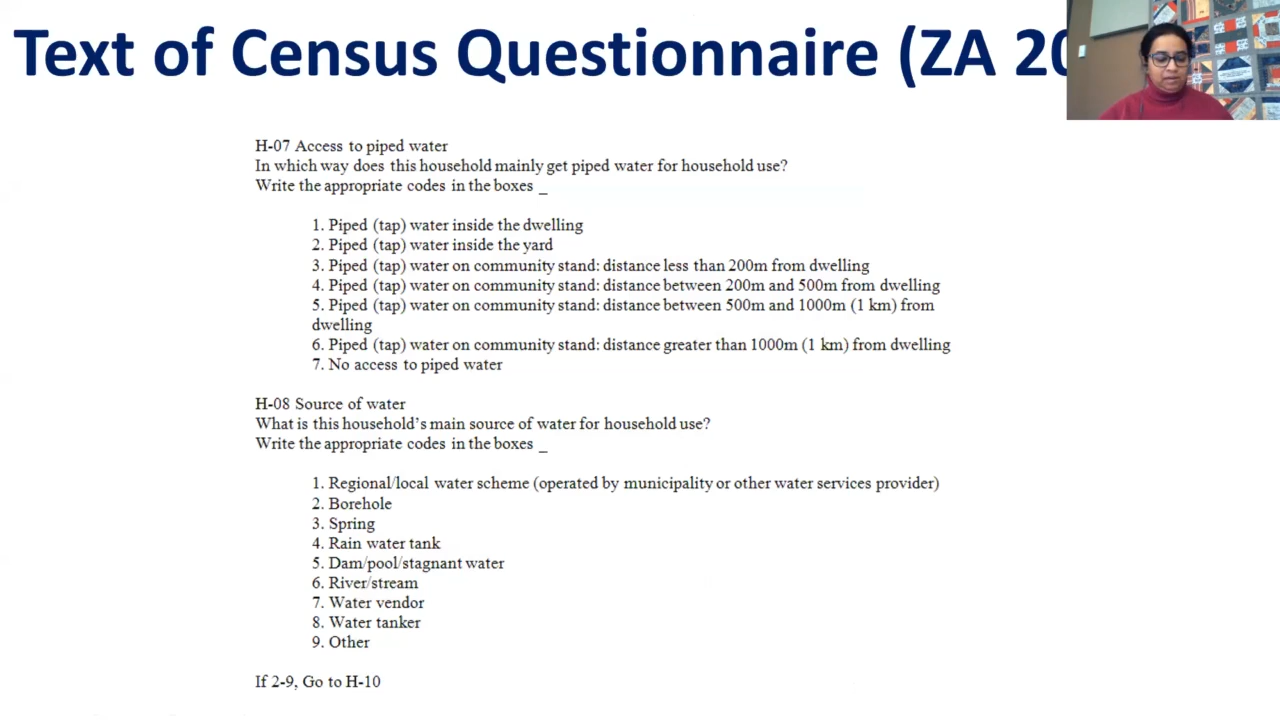 Text of Census Questionnaire (ZA 20
H-07 Access to piped water
In which way does this household mainly get piped water for household use?
Write the appropriate codes in the boxes _
1. Piped (tap) water inside the dwelling
2. Piped (tap) water inside the yard
3. Piped (tap) water on community stand: distance less than 200m from dwelling
4. Piped (tap) water on community stand: distance between 200m and 500m from dwelling
5. Piped (tap) water on community stand: distance between 500m and 1000m (1 km) from
dwelling
6. Piped (tap) water on community stand: distance greater than 1000m (1 km) from dwelling
7. No access to piped water
H-08 Source of water
What is this household's main source of water for household use?
Write the appropriate codes in the boxes _
1. Regional/local water scheme (operated by municipality or other water services provider)
2. Borehole
3. Spring
4. Rain water tank
5. Dam/pool/stagnant water
6. River/stream
7. Water vendor
8. Water tanker
9. Other
If 2-9, Go to H-10